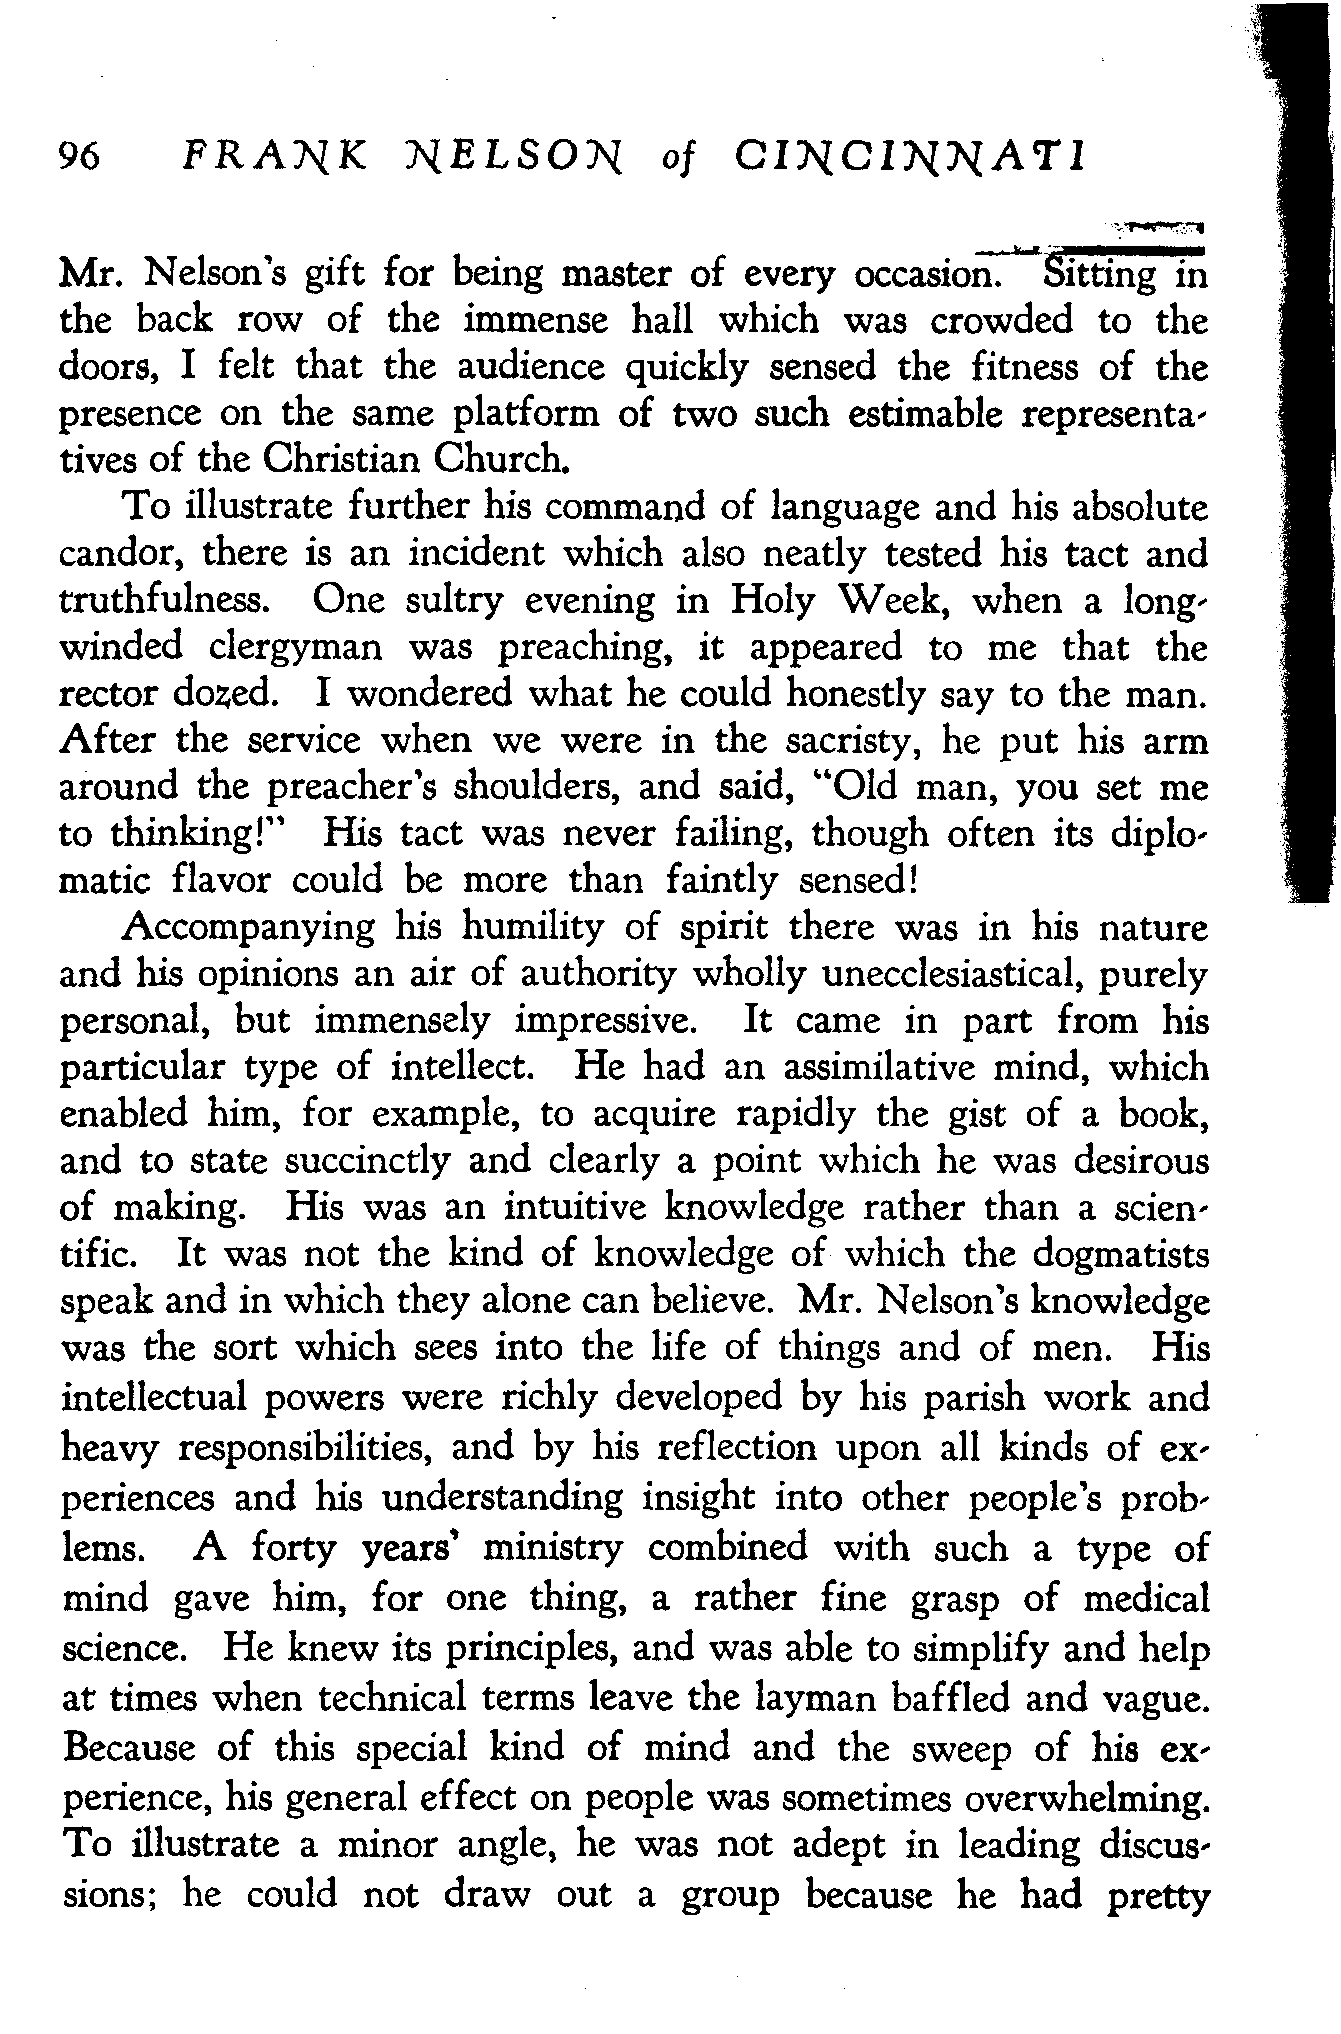 96 FRANK NELSON of CINCINNATI
Mr. Nelson's gift for being master of every occasion. Sitting in
the back row of the immense hall which was crowded to the
doors, I felt that the audience quickly sensed the fitness of the
presence on the same platform of two such estimable representa-
tives of the Christian Church.
To illustrate further his command of language and his absolute
candor, there is an incident which also neatly tested his tact and
truthfulness. One sultry evening in Holy Week, when a long-
winded clergyman was preaching, it appeared to me that the
rector dozed. I wondered what he could honestly say to the man.
After the service when we were in the sacristy, he put his arm
around the preacher's shoulders, and said, "Old man, you set me
to thinking!" His tact was never failing, though often its diplo-
matic flavor could be more than faintly sensed!
Accompanying his humility of spirit there was in his nature
and his opinions an air of authority wholly unecclesiastical, purely
personal, but immensely impressive. It came in part from his
particular type of intellect. He had an assimilative mind, which
enabled him, for example, to acquire rapidly the gist of a book,
and to state succinctly and clearly a point which he was desirous
of making. His was an intuitive knowledge rather than a scien-
tific. It was not the kind of knowledge of which the dogmatists
speak and in which they alone can believe. Mr. Nelson's knowledge
was the sort which sees into the life of things and of men. His
intellectual powers were richly developed by his parish work and
heavy responsibilities, and by his reflection upon all kinds of ex-
periences and his understanding insight into other people's prob-
lems. A forty years' ministry combined with such a type of
mind gave him, for one thing, a rather fine grasp of medical
science. He knew its principles, and was able to simplify and help
at times when technical terms leave the layman baffled and vague.
Because of this special kind of mind and the sweep of his ex-
perience, his general effect on people was sometimes overwhelming.
To illustrate a minor angle, he was not adept in leading discus-
sions; he could not draw out a group because he had pretty